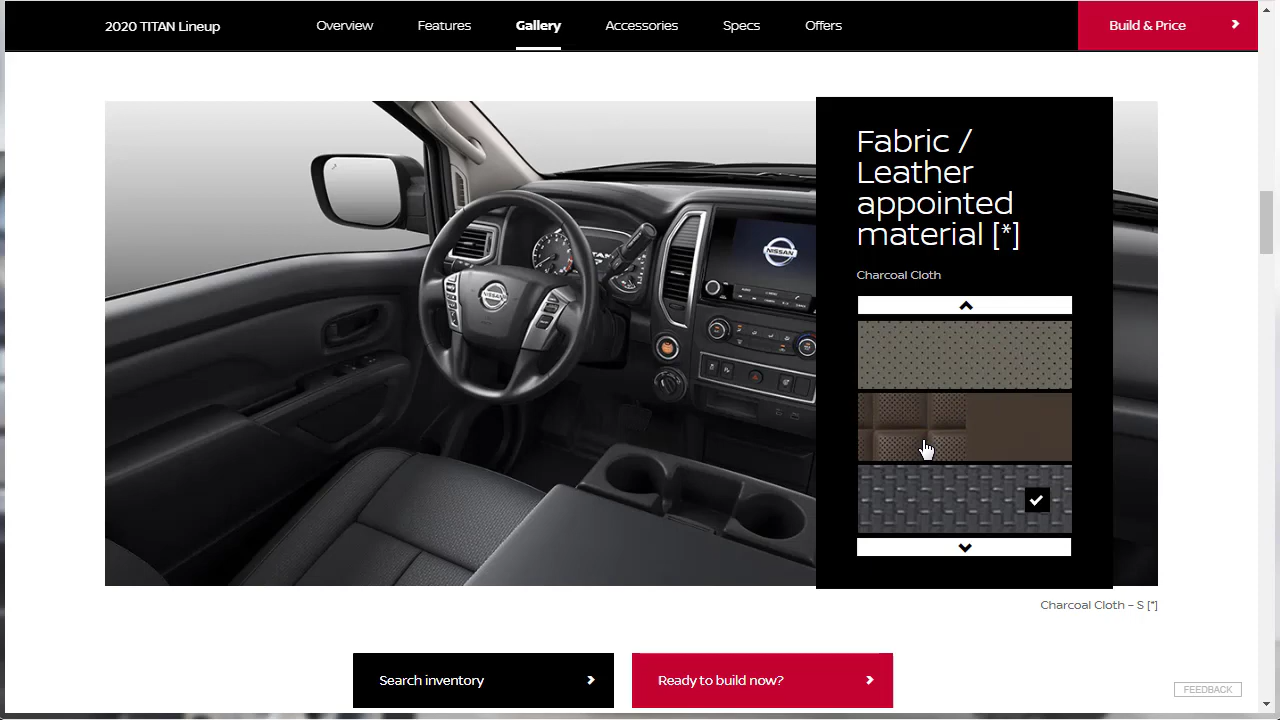 2020 TITAN Lineup
Overview
Features
Gallery
Accessories
Specs
Offers
Build & Price
Fabric /
Leather
appointed
material [*]
Charcoal Cloth
NISSAN
NISSAN
Charcoal Cloth – S [*]
Search inventory
Ready to build now?
FEEDBACK